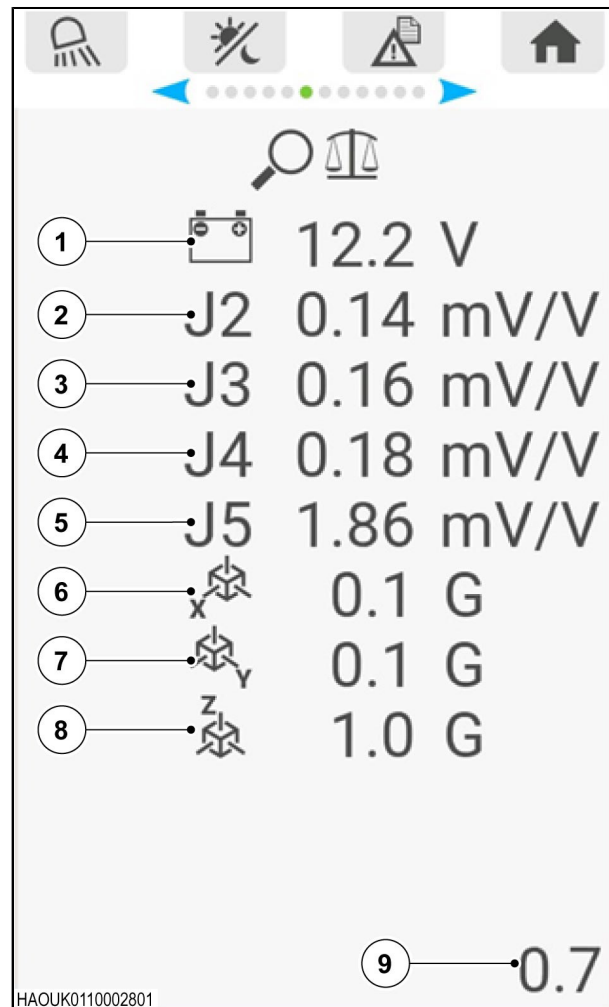 1 12.2 V
2 J2 0.14 mV/V
3 J3 0.16 mV/V
4 J4 0.18 mV/V
5 J5 1.86 mV/V
6 X 0.1 G
7 Y 0.1 G
8 Z 1.0 G
9 0.7
HAOUK0110002801